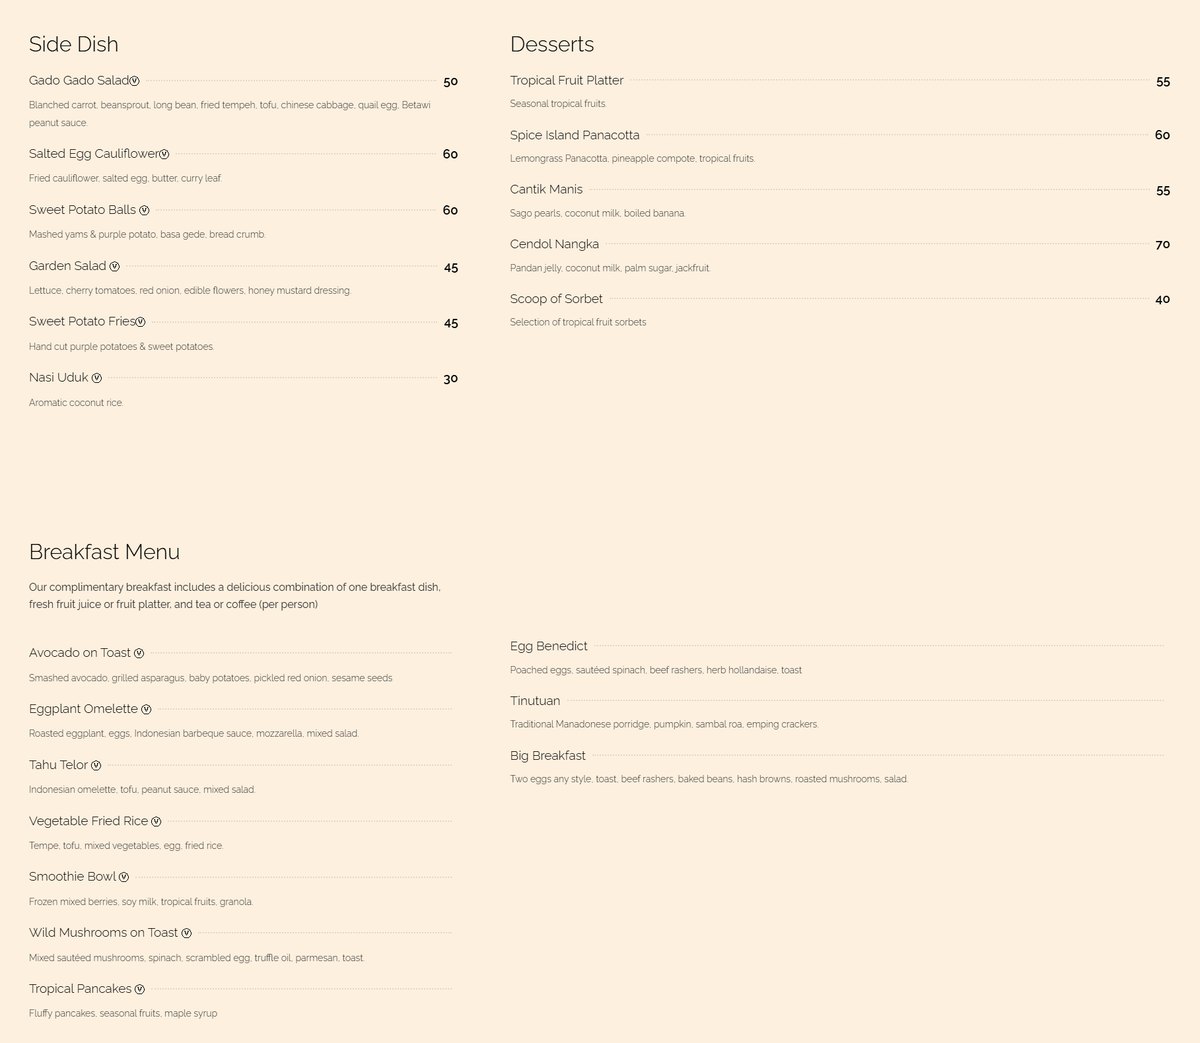 Side Dish
Gado Gado Salad Ⓥ 50
Blanched carrot, beansprout, long bean, fried tempeh, tofu, chinese cabbage, quail egg, Betawi
peanut sauce.
Salted Egg Cauliflower Ⓥ 60
Fried cauliflower, salted egg, butter, curry leaf.
Sweet Potato Balls Ⓥ 60
Mashed yams & purple potato, basa gede, bread crumb.
Garden Salad Ⓥ 45
Lettuce, cherry tomatoes, red onion, edible flowers, honey mustard dressing.
Sweet Potato Fries Ⓥ 45
Hand cut purple potatoes & sweet potatoes.
Nasi Uduk Ⓥ 30
Aromatic coconut rice.
Desserts
Tropical Fruit Platter 55
Seasonal tropical fruits
Spice Island Panacotta 60
Lemongrass Panacotta, pineapple compote, tropical fruits.
Cantik Manis 55
Sago pearls, coconut milk, boiled banana.
Cendol Nangka 70
Pandan jelly, coconut milk, palm sugar, jackfruit.
Scoop of Sorbet 40
Selection of tropical fruit sorbets
Breakfast Menu
Our complimentary breakfast includes a delicious combination of one breakfast dish,
fresh fruit juice or fruit platter, and tea or coffee (per person)
Avocado on Toast Ⓥ
Smashed avocado, grilled asparagus, baby potatoes, pickled red onion, sesame seeds
Eggplant Omelette Ⓥ
Roasted eggplant, eggs, Indonesian barbeque sauce, mozzarella, mixed salad.
Tahu Telor Ⓥ
Indonesian omelette, tofu, peanut sauce, mixed salad.
Vegetable Fried Rice Ⓥ
Tempe, tofu, mixed vegetables, egg, fried rice.
Smoothie Bowl Ⓥ
Frozen mixed berries, soy milk, tropical fruits, granola.
Wild Mushrooms on Toast Ⓥ
Mixed sautéed mushrooms, spinach, scrambled egg, truffle oil, parmesan, toast.
Tropical Pancakes Ⓥ
Fluffy pancakes, seasonal fruits, maple syrup
Egg Benedict
Poached eggs, sautéed spinach, beef rashers, herb hollandaise, toast
Tinutuan
Traditional Manadonese porridge, pumpkin, sambal roa, emping crackers.
Big Breakfast
Two eggs any style, toast, beef rashers, baked beans, hash browns, roasted mushrooms, salad.